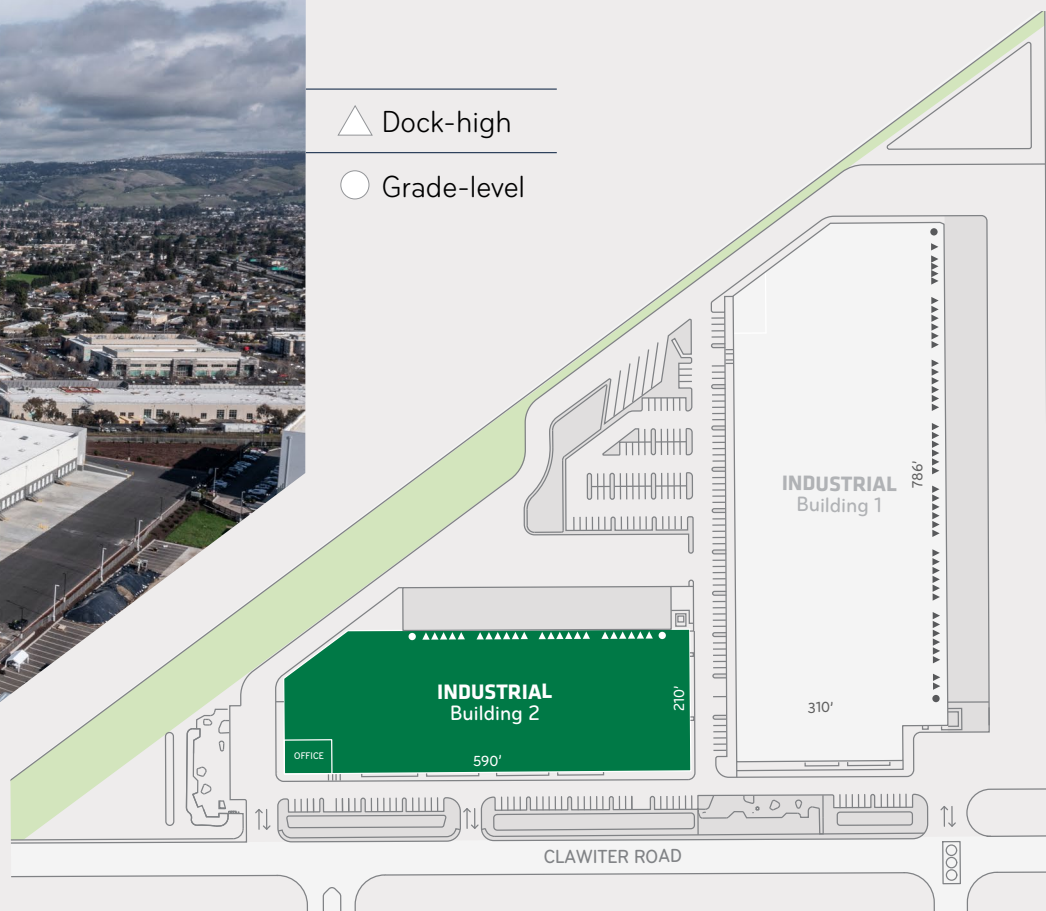 Dock-high
Grade-level
INDUSTRIAL
Building 1
786'
310'
INDUSTRIAL
Building 2
210'
OFFICE
590'
CLAWITER ROAD